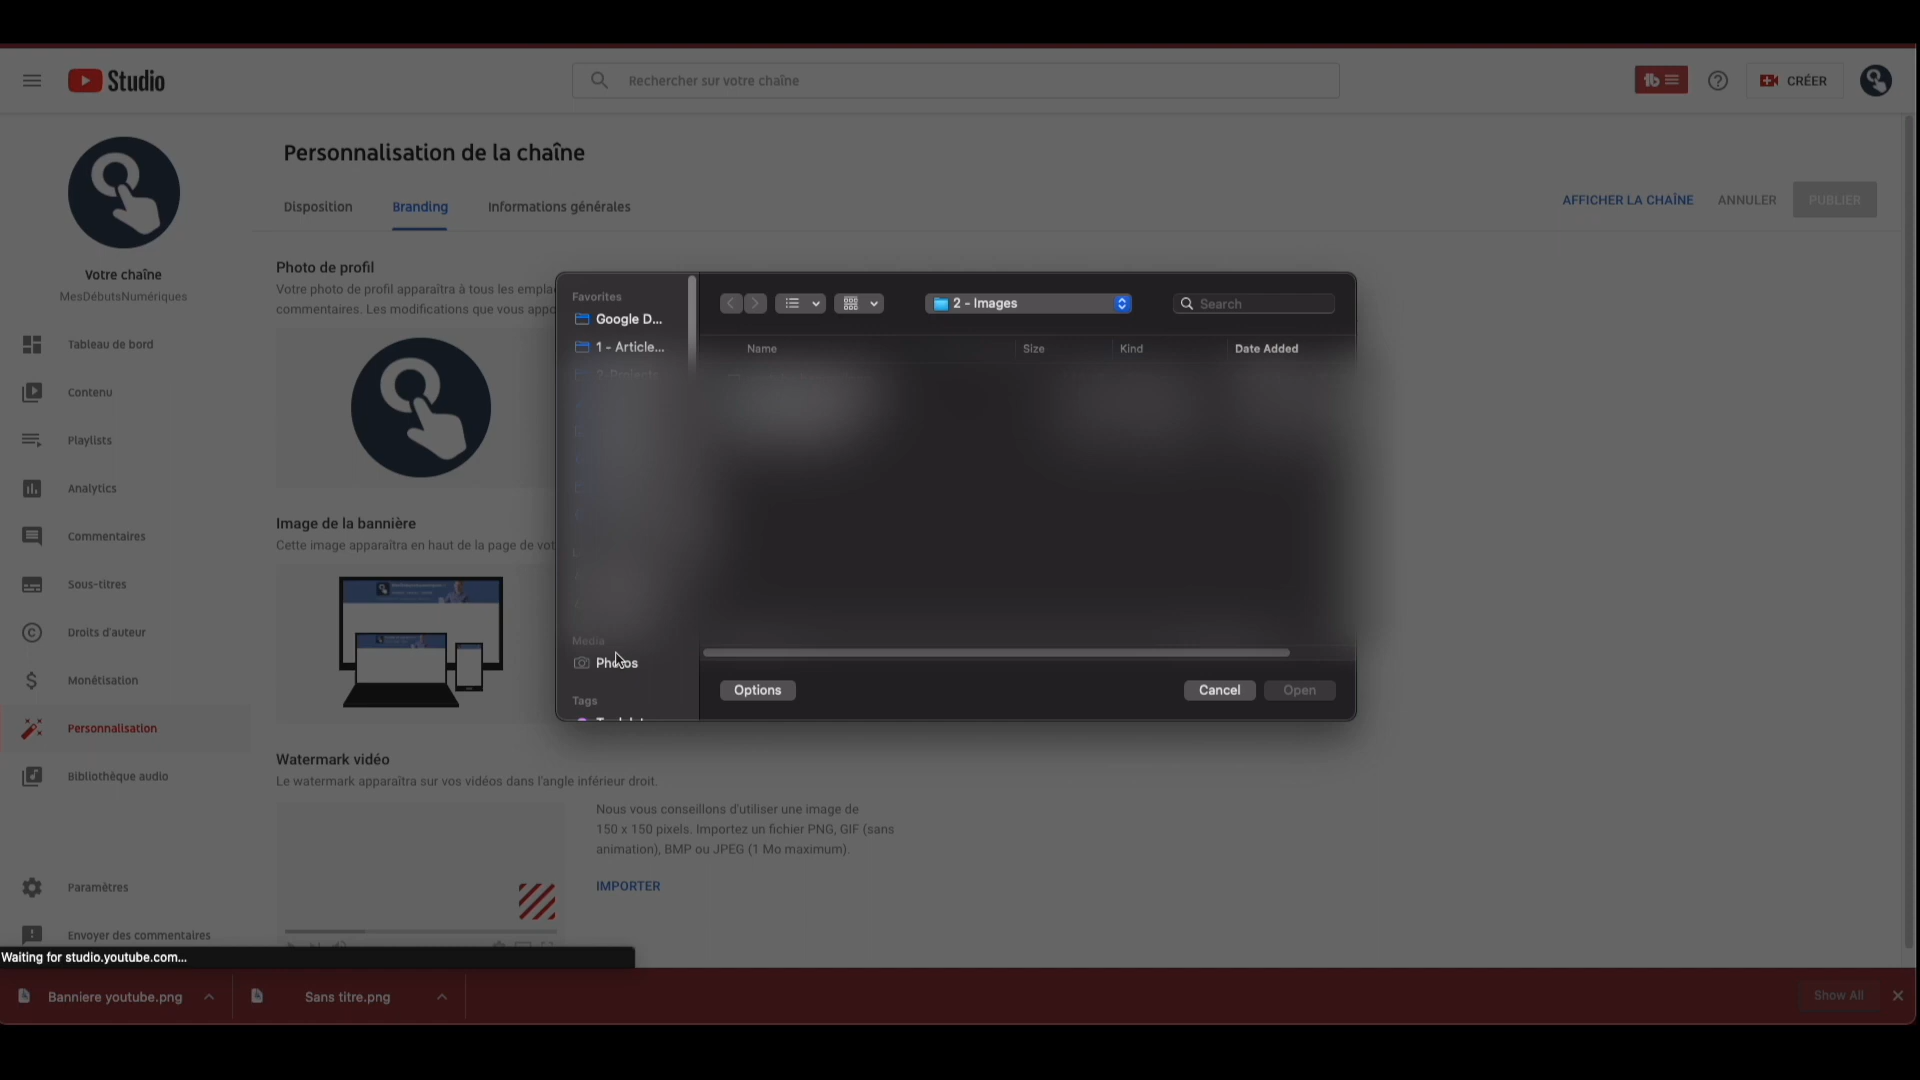 Studio
Rechercher sur votre chaîne
CRÉER
Personnalisation de la chaîne
Disposition
Branding
Informations générales
AFFICHER LA CHAÎNE
ANNULER
PUBLIER
Votre chaîne
MesDébutsNumériques
Tableau de bord
Contenu
Playlists
Analytics
Commentaires
Sous-titres
Droits d'auteur
Monétisation
Personnalisation
Bibliothèque audio
Paramètres
Envoyer des commentaires
Photo de profil
Votre photo de profil apparaîtra à tous les
commentaires. Les modifications que vous
Image de la bannière
Cette image apparaîtra en haut de la page de
Favorites
Google D...
1 - Article...
2-Projects
Media
Photos
Tags
2 - Images
Search
Name
Size
Kind
Date Added
Options
Cancel
Open
Watermark vidéo
Le watermark apparaîtra sur vos vidéos dans l'angle inférieur droit.
Nous vous conseillons d'utiliser une image de
150 x 150 pixels. Importez un fichier PNG, GIF (sans
animation), BMP ou JPEG (1 Mo maximum).
IMPORTER
Waiting for studio.youtube.com...
Banniere youtube.png
Sans titre.png
Show All